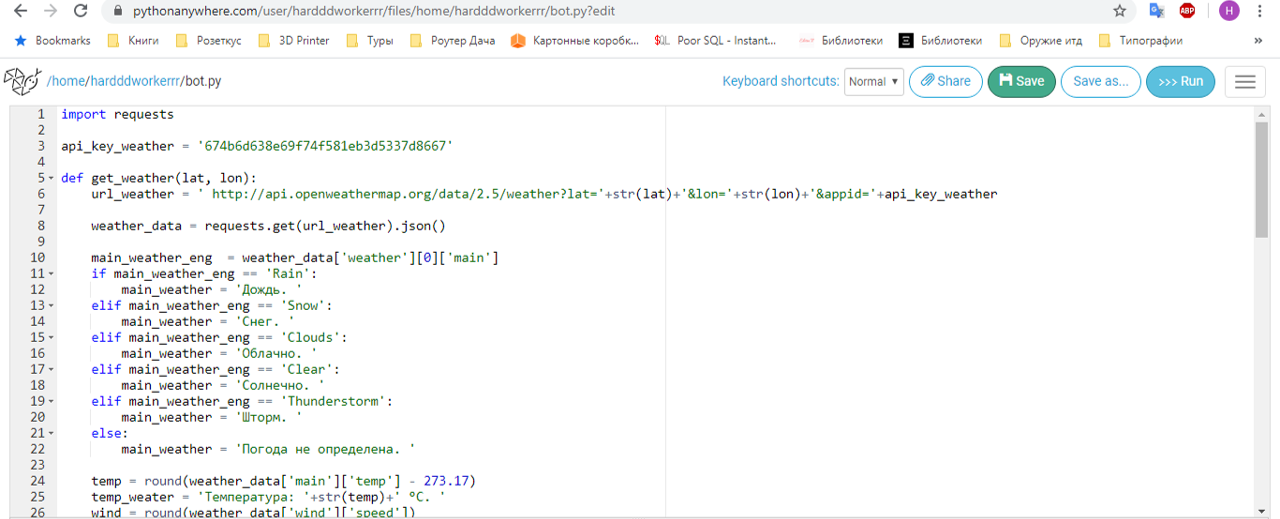 pythonanywhere.com/user/hardddworkerrr/files/home/hardddworkerrr/bot.py?edit
Bookmarks Книги Розеткус 3D Printer Туры Роутер Дача Картонные коробк... Poor SQL - Instant... Библиотеки Библиотеки Оружие итд Типографии »
/home/hardddworkerrr/bot.py Keyboard shortcuts: Normal Share Save Save as... >>> Run
1 import requests
2
3 api_key_weather = '674b6d638e69f74f581eb3d5337d8667'
4
5 def get_weather(lat, lon):
6 url_weather = ' http://api.openweathermap.org/data/2.5/weather?lat='+str(lat)+'&lon='+str(lon)+'&appid='+api_key_weather
7
8 weather_data = requests.get(url_weather).json()
9
10 main_weather_eng  = weather_data['weather'][0]['main']
11 if main_weather_eng == 'Rain':
12 main_weather = 'Дождь. '
13 elif main_weather_eng == 'Snow':
14 main_weather = 'Снег. '
15 elif main_weather_eng == 'Clouds':
16 main_weather = 'Облачно. '
17 elif main_weather_eng == 'Clear':
18 main_weather = 'Солнечно. '
19 elif main_weather_eng == 'Thunderstorm':
20 main_weather = 'Шторм. '
21 else:
22 main_weather = 'Погода не определена. '
23
24 temp = round(weather_data['main']['temp'] - 273.17)
25 temp_weater = 'Температура: '+str(temp)+' ºC. '
26 wind = round(weather_data['wind']['speed'])